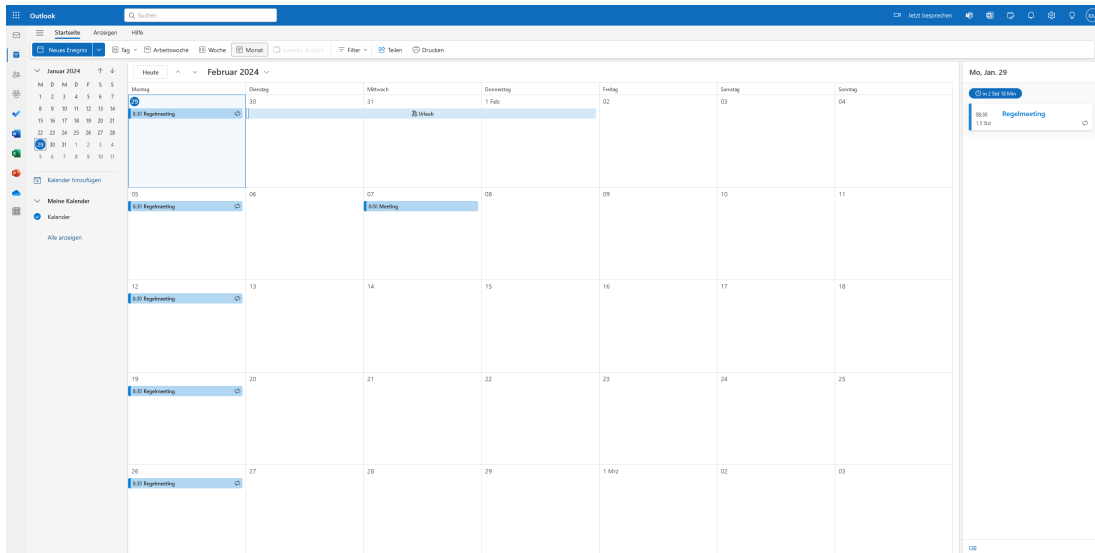 Outlook
Suchen
Jetzt besprechen
Startseite Anzeigen Hilfe
Neues Ereignis Tag Arbeitswoche Woche Monat Geteilte Ansicht Filter Teilen Drucken
Januar 2024
M D M D F S S
1 2 3 4 5 6 7
8 9 10 11 12 13 14
15 16 17 18 19 20 21
22 23 24 25 26 27 28
29 30 31 1 2 3 4
5 6 7 8 9 10 11
Kalender hinzufügen
Meine Kalender
Kalender
Alle anzeigen
Heute Februar 2024
Montag Dienstag Mittwoch Donnerstag Freitag Samstag Sonntag
29 30 31 1 Feb 02 03 04
8:30 Regelmeeting Urlaub
05 06 07 08 09 10 11
8:30 Regelmeeting 8:00 Meeting
12 13 14 15 16 17 18
8:30 Regelmeeting
19 20 21 22 23 24 25
8:30 Regelmeeting
26 27 28 29 1 Mrz 02 03
8:30 Regelmeeting
Mo, Jan. 29
in 2 Std 18 Min
08:30 Regelmeeting
1.5 Std